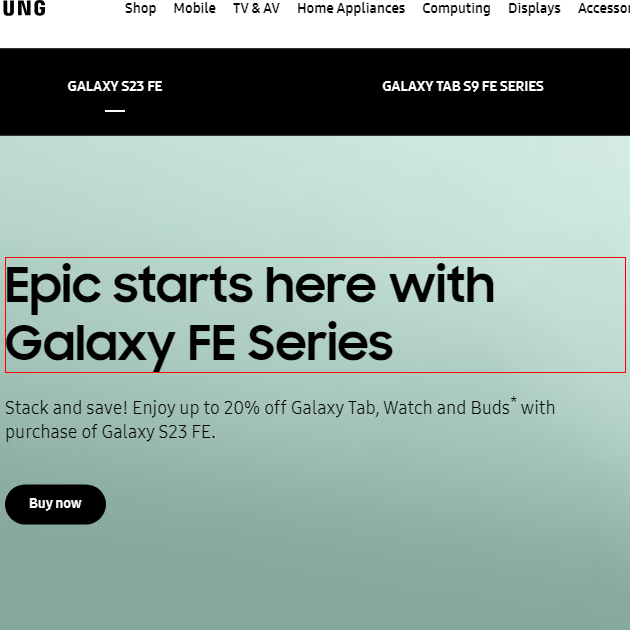 UNG
Shop Mobile TV & AV Home Appliances Computing Displays Accessor
GALAXY S23 FE GALAXY TAB S9 FE SERIES
Epic starts here with
Galaxy FE Series
Stack and save! Enjoy up to 20% off Galaxy Tab, Watch and Buds* with
purchase of Galaxy S23 FE.
Buy now